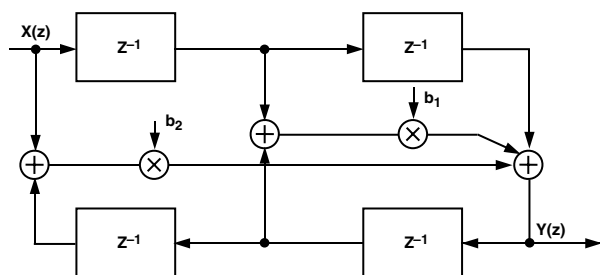 X(z)
Z⁻¹
Z⁻¹
b₁
b₂
+
×
+
×
+
Z⁻¹
Z⁻¹
Y(z)